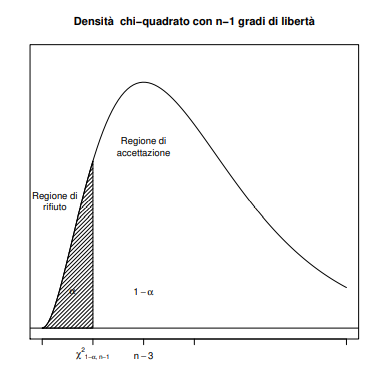 Densità chi−quadrato con n−1 gradi di libertà
Regione di
accettazione
Regione di
rifiuto
α
1 − α
χ²1−α, n−1
n − 3